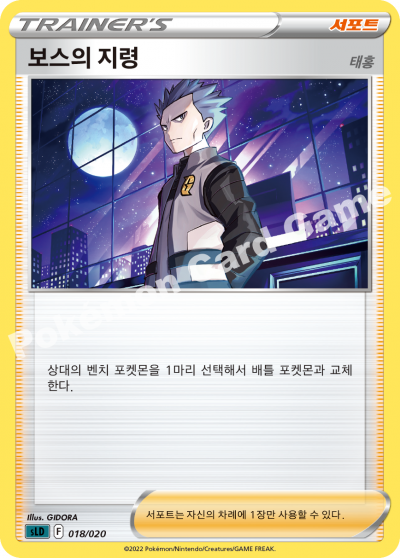 TRAINER'S
서포트
보스의 지령
태홍
Pokémon Card Game
상대의 벤치 포켓몬을 1마리 선택해서 배틀 포켓몬과 교체
한다.
Illus. GIDORA
sLD F 018/020
서포트는 자신의 차례에 1장만 사용할 수 있다.
©2022 Pokémon/Nintendo/Creatures/GAME FREAK.